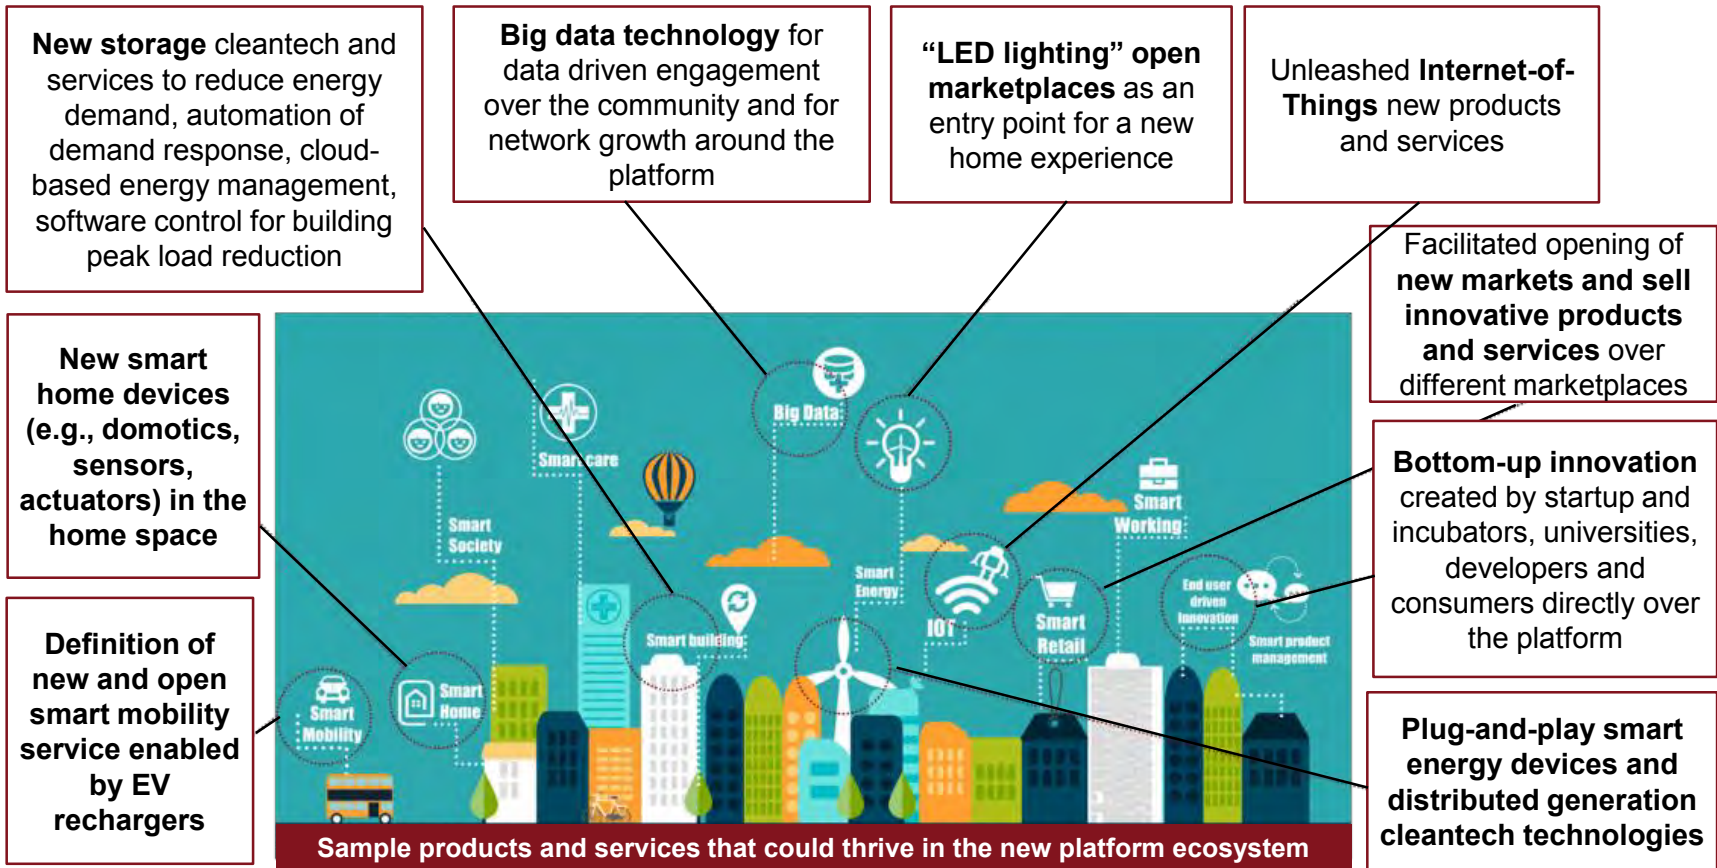 New storage cleantech and
services to reduce energy
demand, automation of
demand response, cloud-
based energy management,
software control for building
peak load reduction
Big data technology for
data driven engagement
over the community and for
network growth around the
platform
“LED lighting” open
marketplaces as an
entry point for a new
home experience
Unleashed Internet-of-
Things new products
and services
Facilitated opening of
new markets and sell
innovative products
and services over
different marketplaces
New smart
home devices
(e.g., domotics,
sensors,
actuators) in the
home space
Bottom-up innovation
created by startup and
incubators, universities,
developers and
consumers directly over
the platform
Definition of
new and open
smart mobility
service enabled
by EV
rechargers
Plug-and-play smart
energy devices and
distributed generation
cleantech technologies
Big Data
Smart care
Smart
Society
Smart
Working
Smart
Energy
End user
driven
Innovation
IOT
Smart
Retail
Smart building
Smart product
management
Smart
Home
Smart
Mobility
Sample products and services that could thrive in the new platform ecosystem